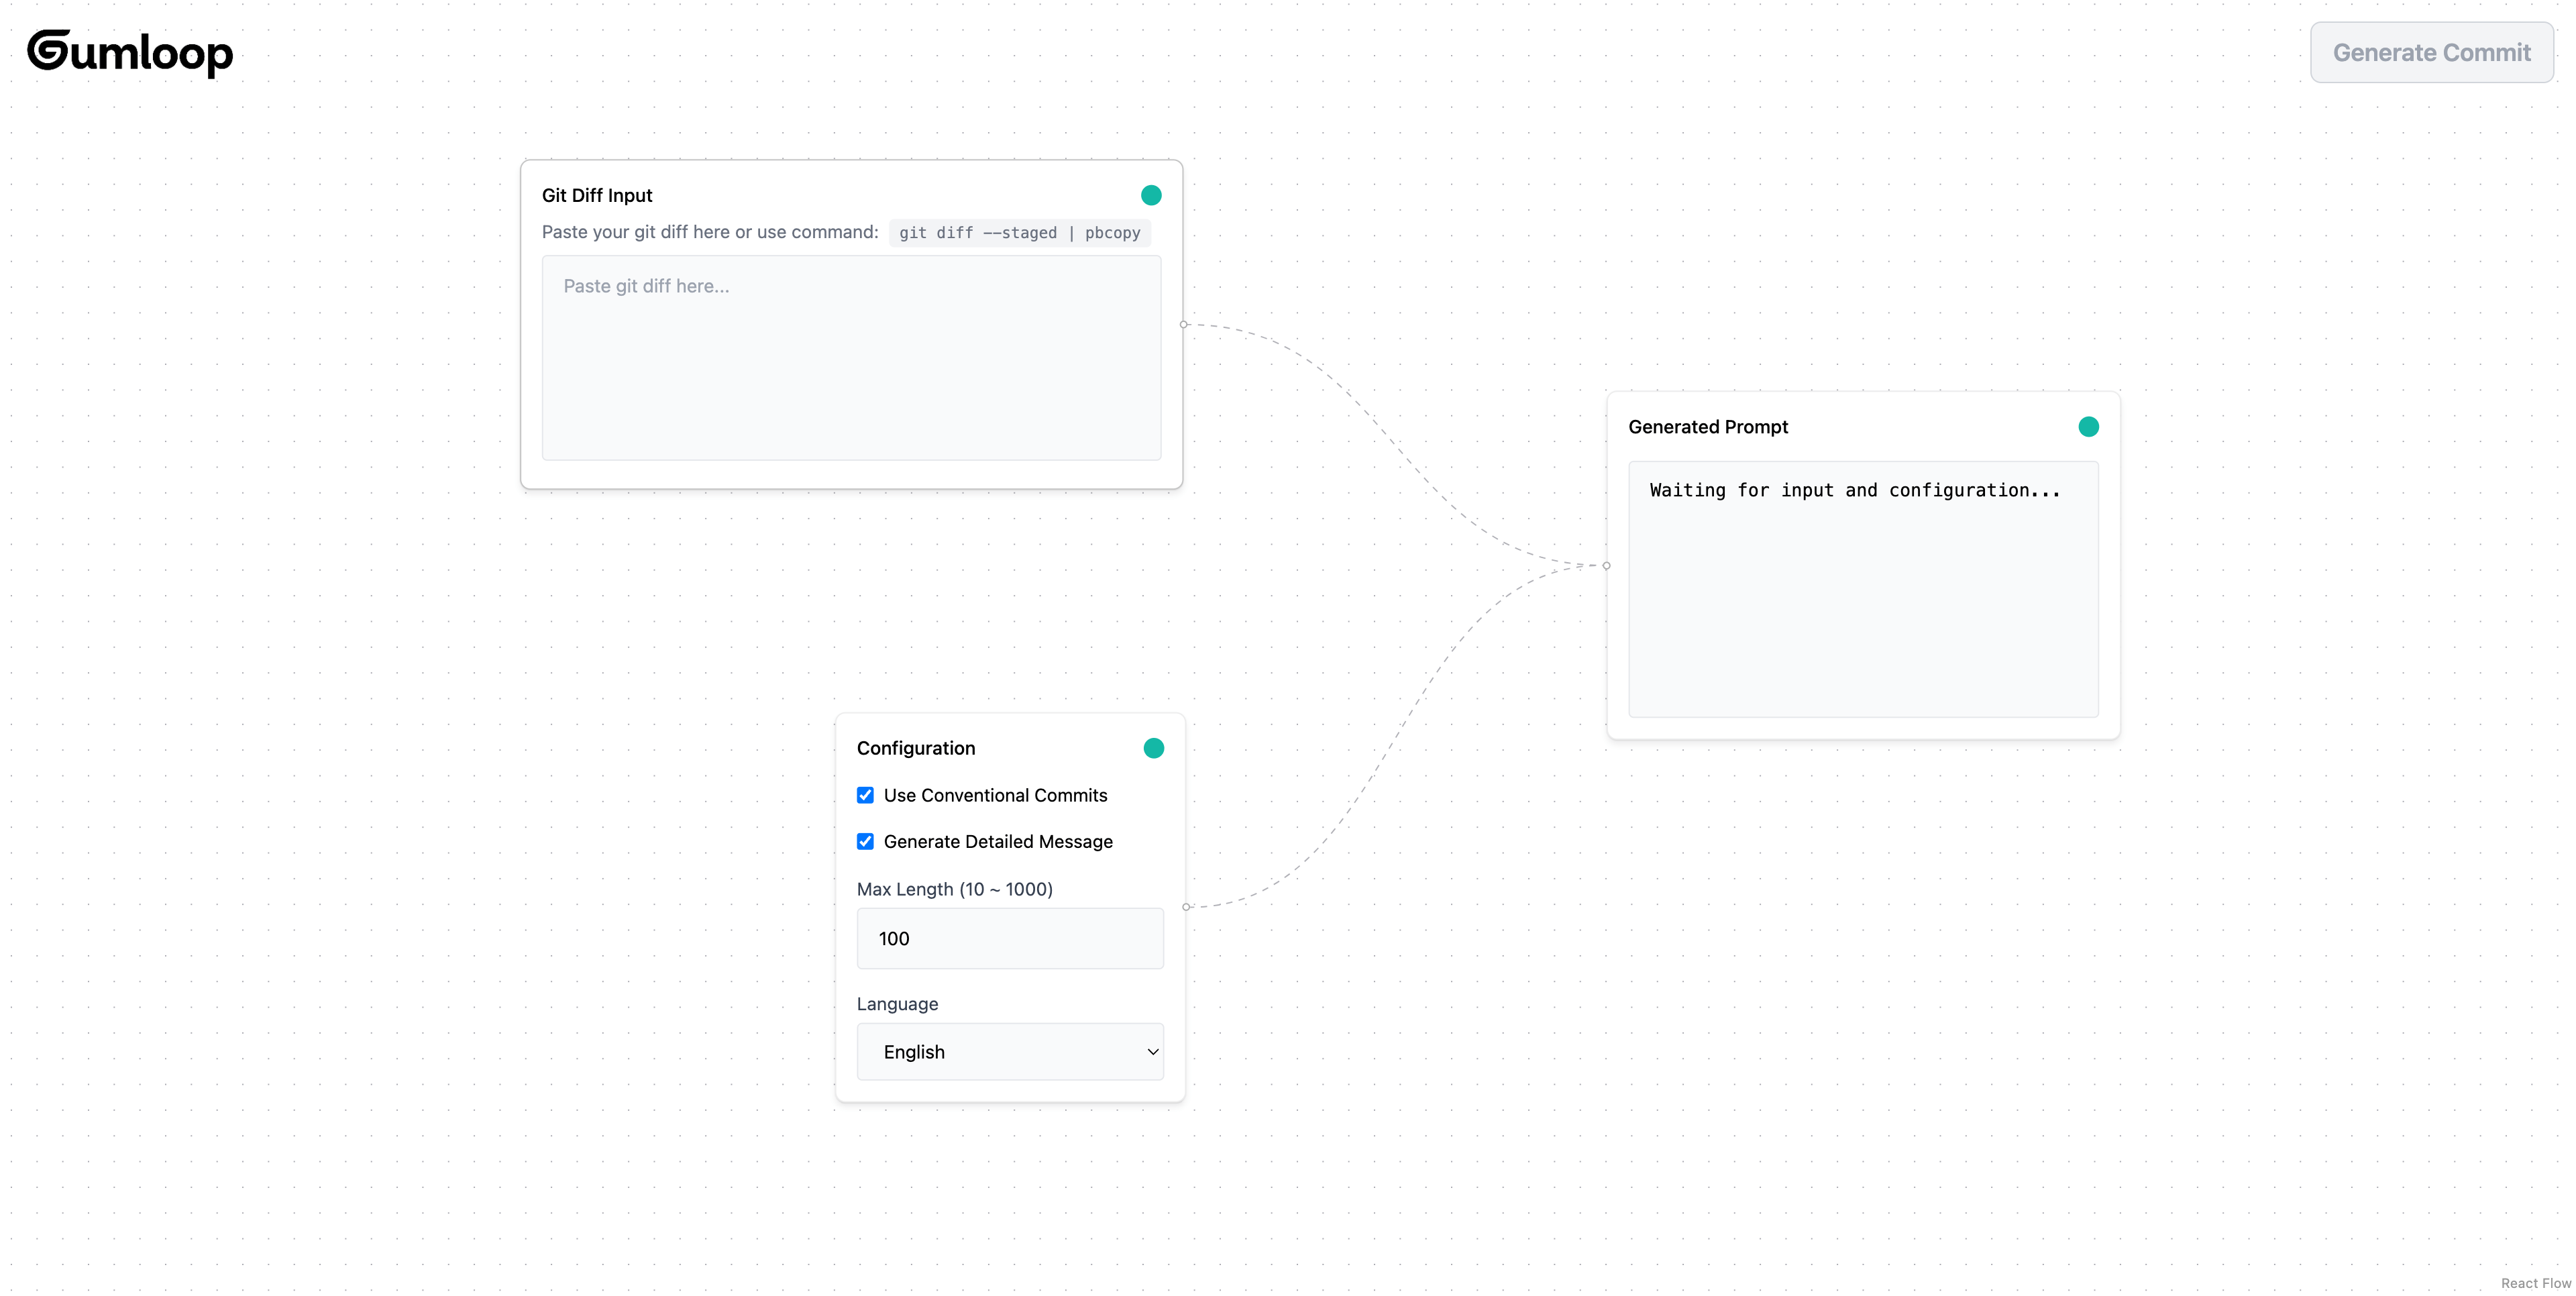 Gumloop
Generate Commit
Git Diff Input
Paste your git diff here or use command: git diff --staged | pbcopy
Paste git diff here...
Generated Prompt
Waiting for input and configuration...
Configuration
Use Conventional Commits
Generate Detailed Message
Max Length (10 ~ 1000)
100
Language
English
React Flow